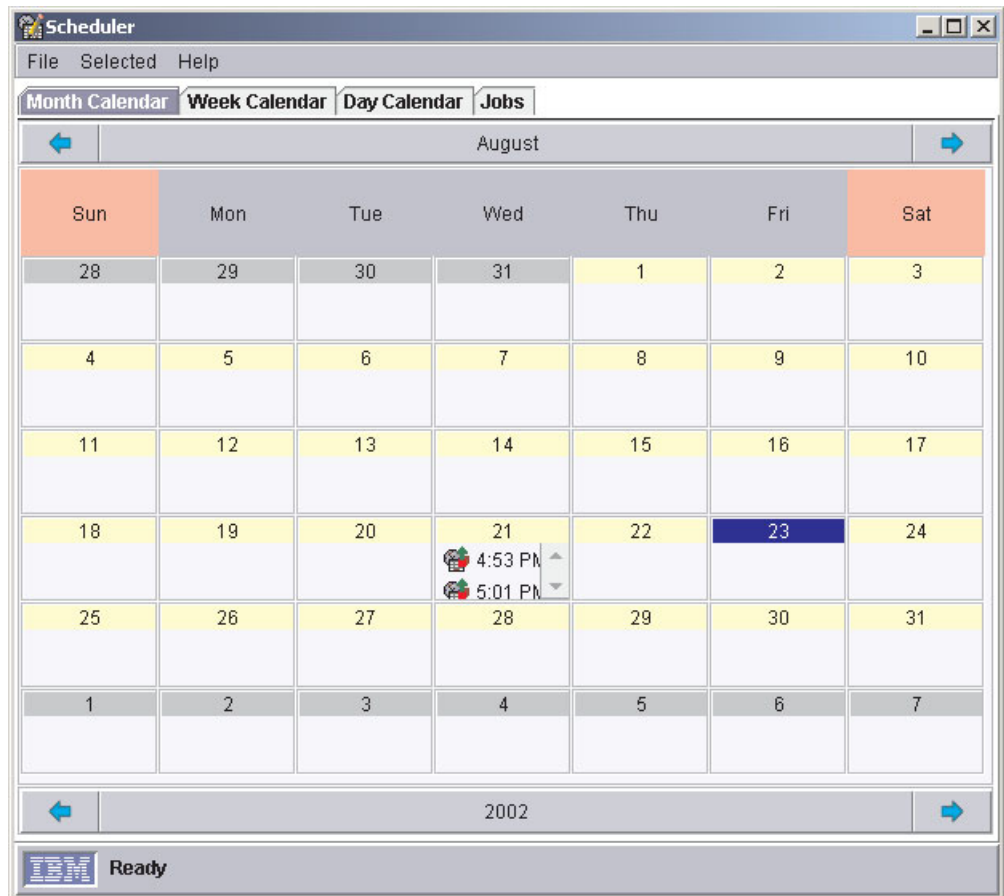 Scheduler
File Selected Help
Month Calendar Week Calendar Day Calendar Jobs
August
Sun Mon Tue Wed Thu Fri Sat
28 29 30 31 1 2 3
4 5 6 7 8 9 10
11 12 13 14 15 16 17
18 19 20 21 22 23 24
4:53 PM
5:01 PM
25 26 27 28 29 30 31
1 2 3 4 5 6 7
2002
IBM Ready